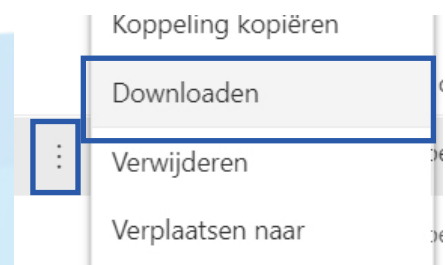 Koppeling kopiëren
Downloaden
Verwijderen
Verplaatsen naar